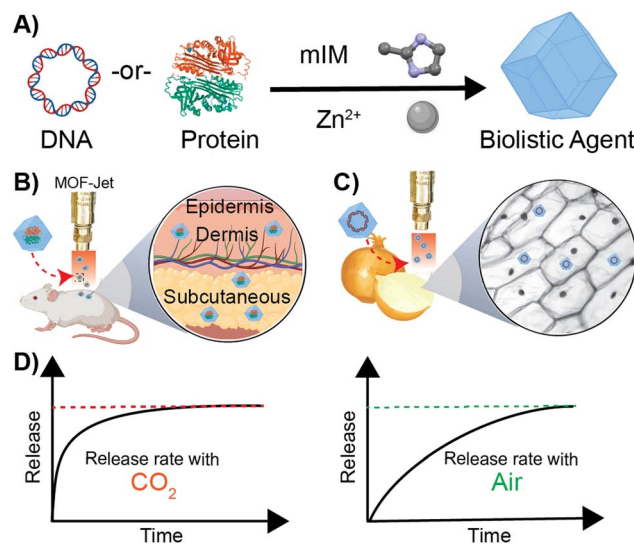 A)
DNA
-or-
Protein
mIM
Zn²⁺
Biolistic Agent
B)
MOF-Jet
Epidermis
Dermis
Subcutaneous
C)
D)
Release
Release rate with
CO₂
Time
Release
Release rate with
Air
Time